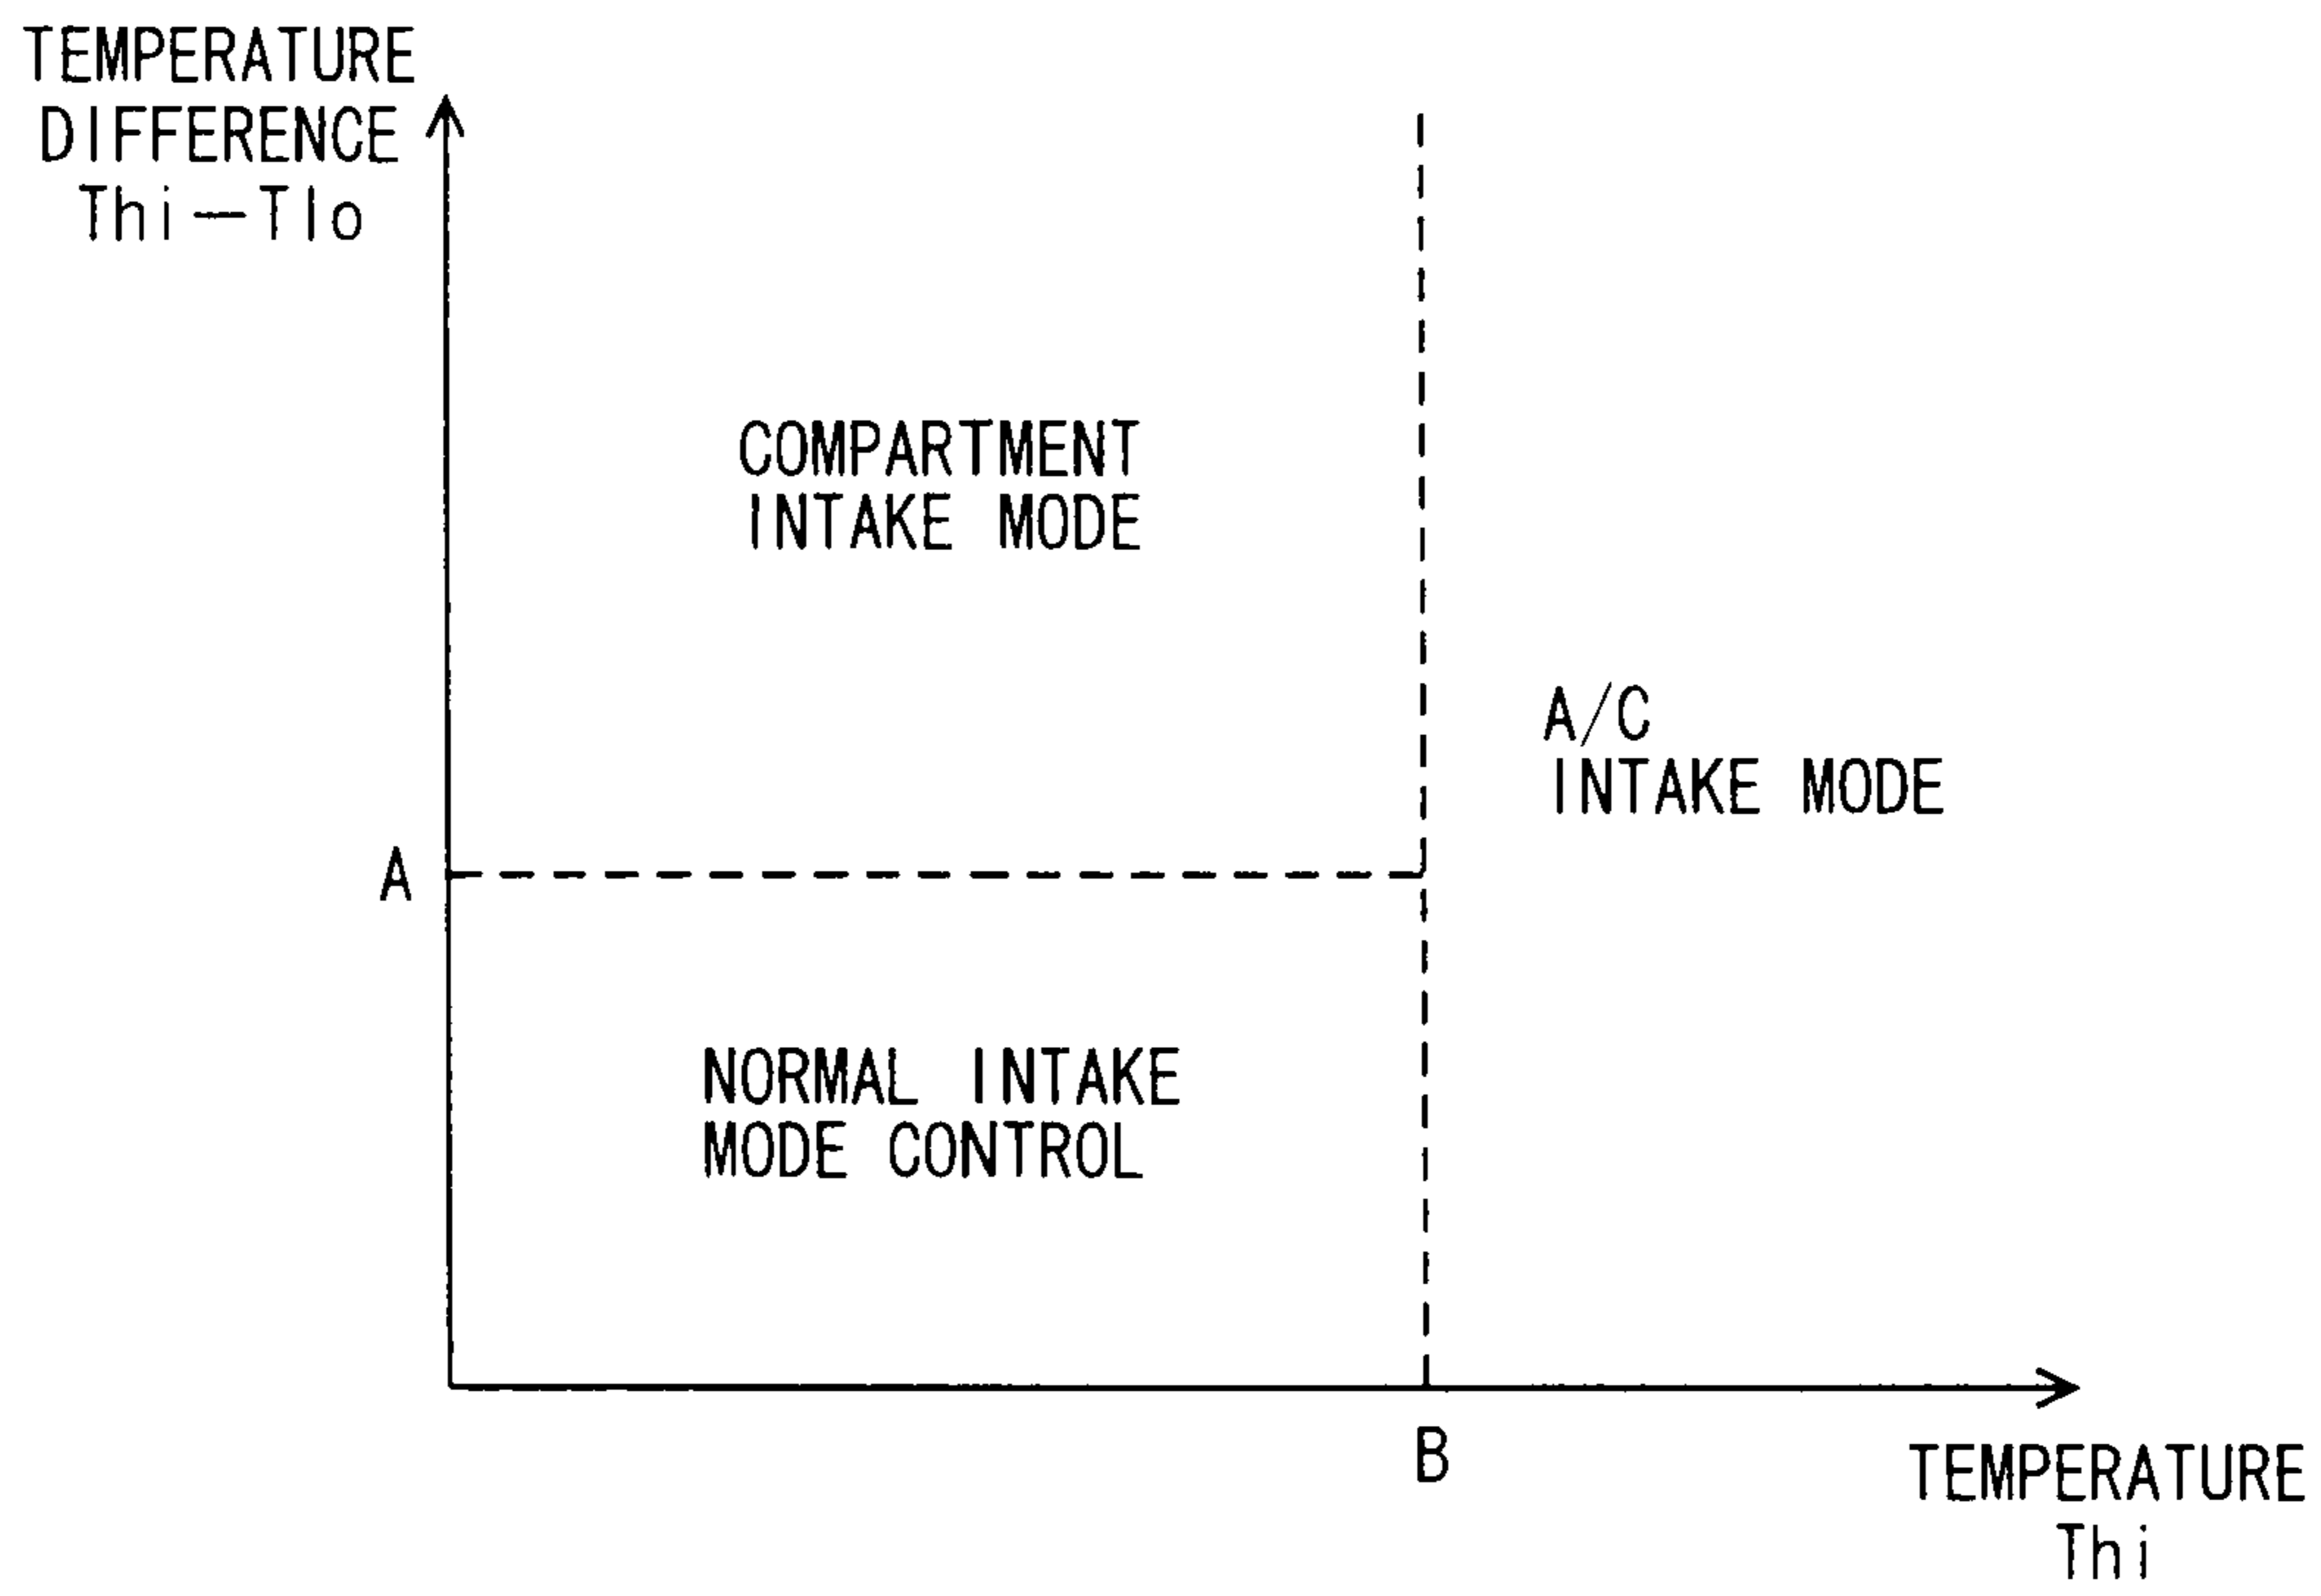 TEMPERATURE
DIFFERENCE
Thi—Tlo
COMPARTMENT
INTAKE MODE
A/C
INTAKE MODE
A
NORMAL INTAKE
MODE CONTROL
B
TEMPERATURE
Thi